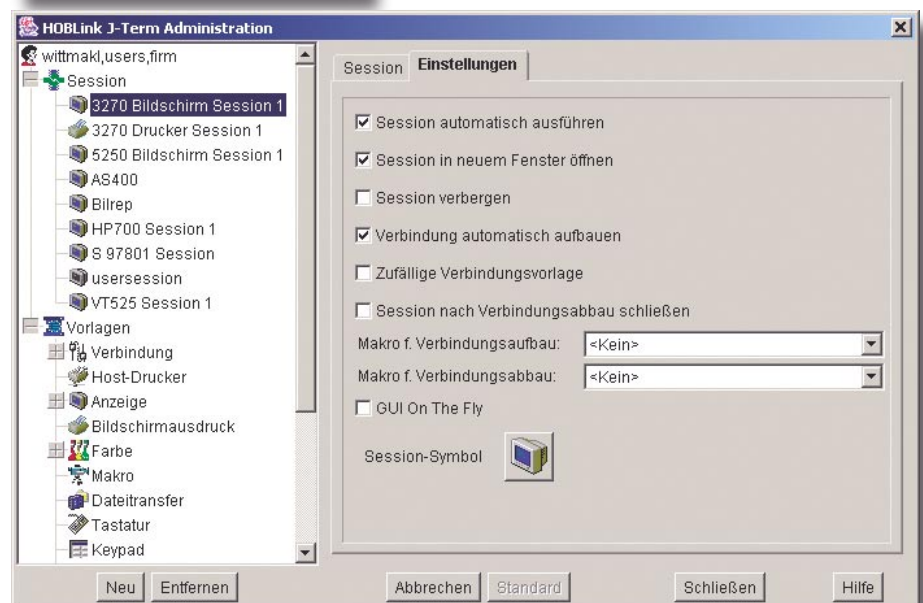 HOBLink J-Term Administration
wittmakl,users,firm
Session
3270 Bildschirm Session 1
3270 Drucker Session 1
5250 Bildschirm Session 1
AS400
Bilrep
HP700 Session 1
S 97801 Session
usersession
VT525 Session 1
Vorlagen
Verbindung
Host-Drucker
Anzeige
Bildschirmausdruck
Farbe
Makro
Dateitransfer
Tastatur
Keypad
Neu
Entfernen
Session
Einstellungen
Session automatisch ausführen
Session in neuem Fenster öffnen
Session verbergen
Verbindung automatisch aufbauen
Zufällige Verbindungsvorlage
Session nach Verbindungsabbau schließen
Makro f. Verbindungsaufbau: <Kein>
Makro f. Verbindungsabbau: <Kein>
GUI On The Fly
Session-Symbol
Abbrechen
Standard
Schließen
Hilfe